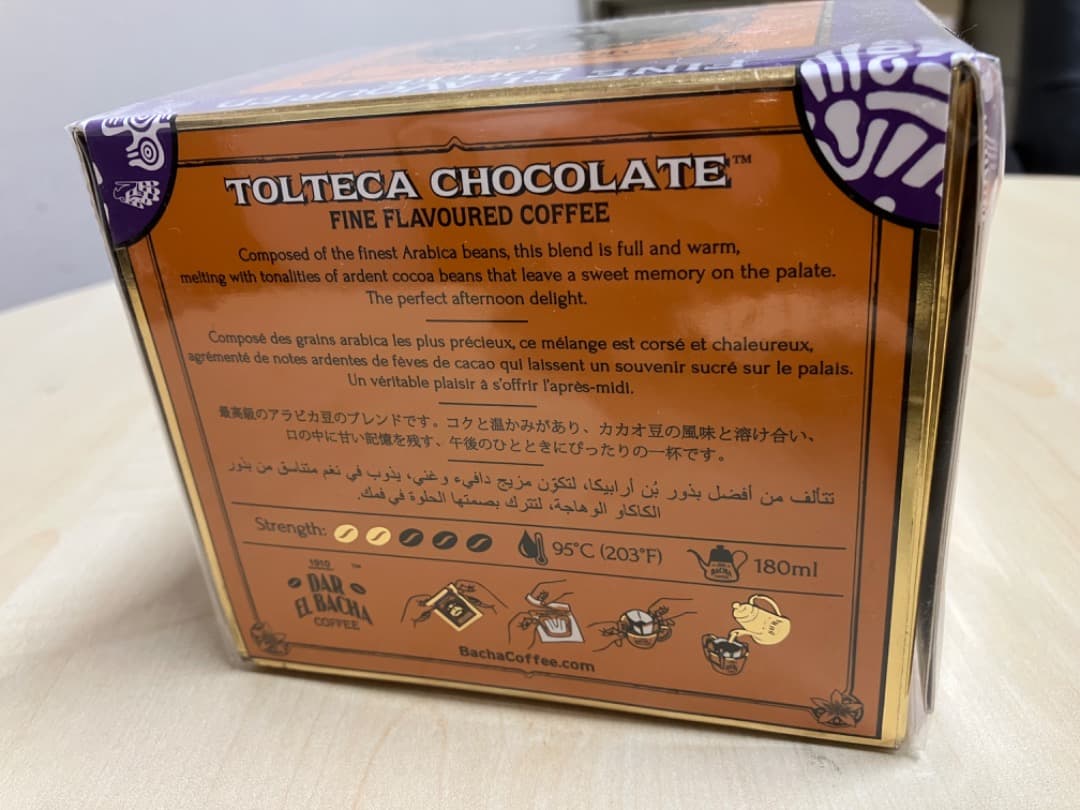 FINE FLAVOURED COFFEE
TOLTECA CHOCOLATE™
FINE FLAVOURED COFFEE
Composed of the finest Arabica beans, this blend is full and warm,
melting with tonalities of ardent cocoa beans that leave a sweet memory on the palate.
The perfect afternoon delight.
Composé des grains arabica les plus précieux, ce mélange est corsé et chaleureux,
agrémenté de notes ardentes de fèves de cacao qui laissent un souvenir sucré sur le palais.
Un véritable plaisir à s'offrir l'après-midi.
最高級のアラビカ豆のブレンドです。コクと温かみがあり、カカオ豆の風味と溶け合い、
口の中に甘い記憶を残す、午後のひとときにぴったりの一杯です。
تتألف من أفضل بذور بُن أرابيكا، لتكوّن مزيج دافيء وغني، يذوب في نغم متناسق من بذور
الكاكاو الوهاجة، لتترك بصمتها الحلوة في فمك.
Strength: 95°C (203°F) 180ml
1910 ™
DAR
EL BACHA
COFFEE
BachaCoffee.com